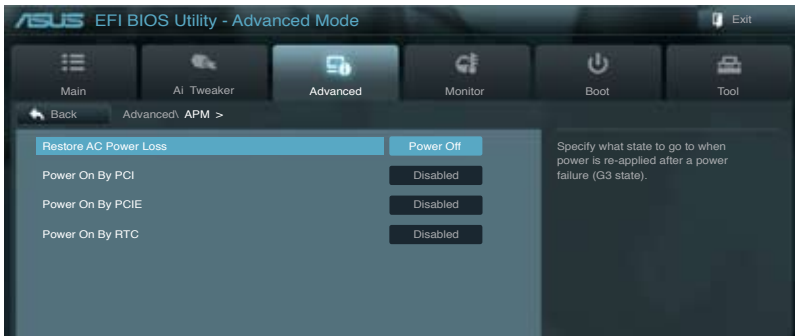 ASUS EFI BIOS Utility - Advanced Mode
Exit
Main
Ai Tweaker
Advanced
Monitor
Boot
Tool
Back
Advanced\ APM >
Restore AC Power Loss
Power Off
Power On By PCI
Disabled
Power On By PCIE
Disabled
Power On By RTC
Disabled
Specify what state to go to when
power is re-applied after a power
failure (G3 state).